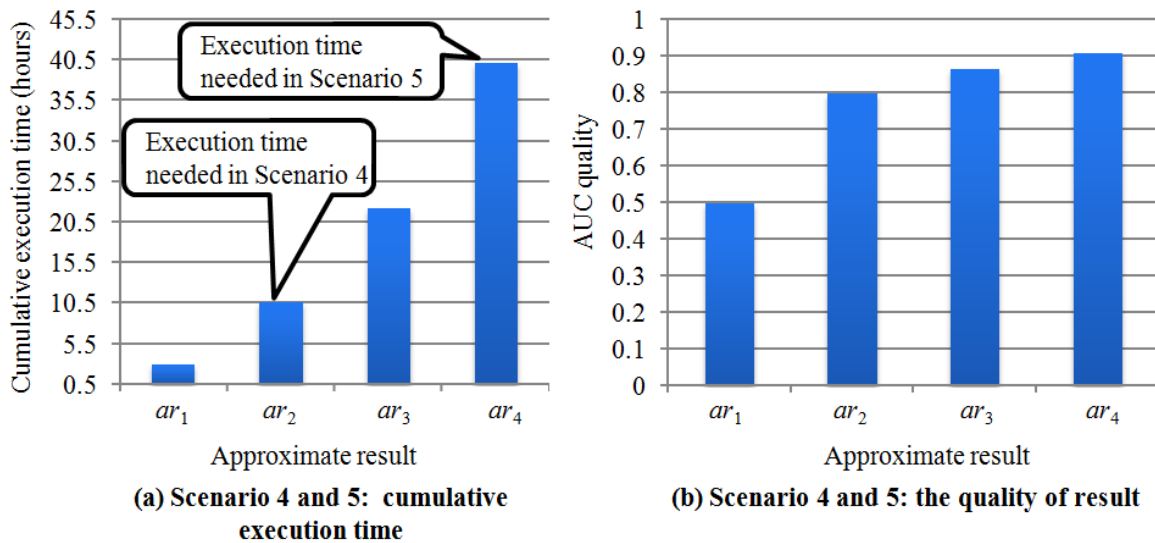 Cumulative execution time (hours)
45.5
40.5
35.5
30.5
25.5
20.5
15.5
10.5
5.5
0.5
Execution time
needed in Scenario 5
Execution time
needed in Scenario 4
ar1 ar2 ar3 ar4
Approximate result
(a) Scenario 4 and 5: cumulative
execution time
AUC quality
1
0.9
0.8
0.7
0.6
0.5
0.4
0.3
0.2
0.1
0
ar1 ar2 ar3 ar4
Approximate result
(b) Scenario 4 and 5: the quality of result